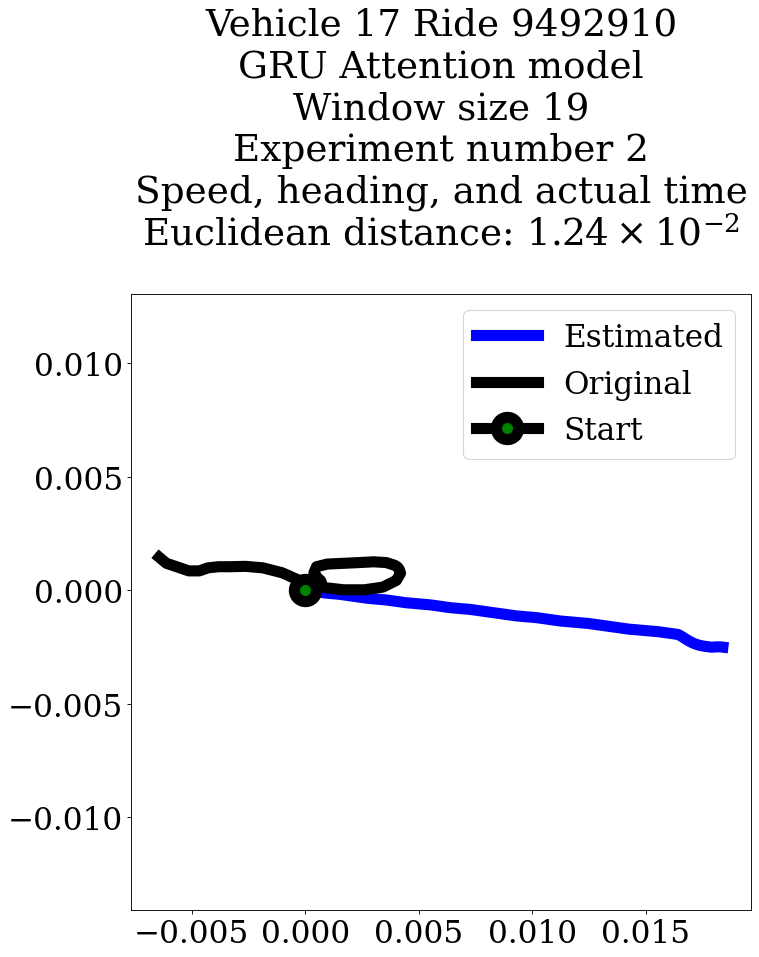 Vehicle 17 Ride 9492910
GRU Attention model
Window size 19
Experiment number 2
Speed, heading, and actual time
Euclidean distance: 1.24 × 10⁻²
Estimated
Original
Start
0.010
0.005
0.000
−0.005
−0.010
−0.005 0.000 0.005 0.010 0.015